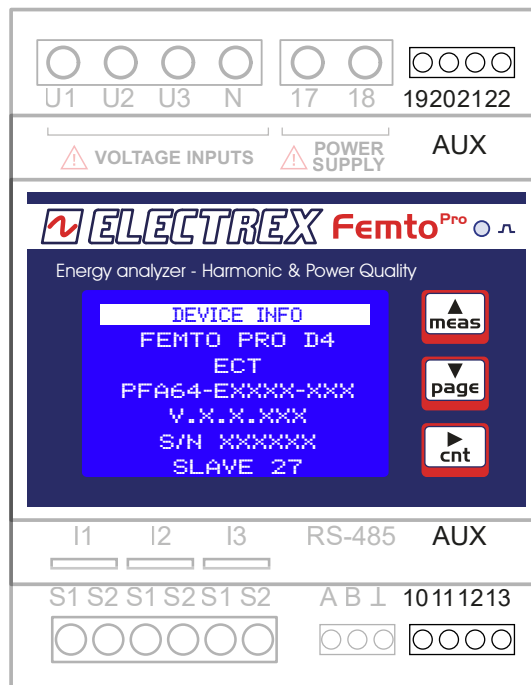 U1 U2 U3 N 17 18 19202122
VOLTAGE INPUTS
POWER
SUPPLY
AUX
ELECTREX Femto Pro
Energy analyzer - Harmonic & Power Quality
DEVICE INFO
FEMTO PRO D4
ECT
PFA64-EXXXX-XXX
V.X.X.XXX
S/N XXXXXX
SLAVE 27
meas
page
cnt
I1 I2 I3 RS-485 AUX
S1 S2 S1 S2 S1 S2 A B ⊥ 10111213